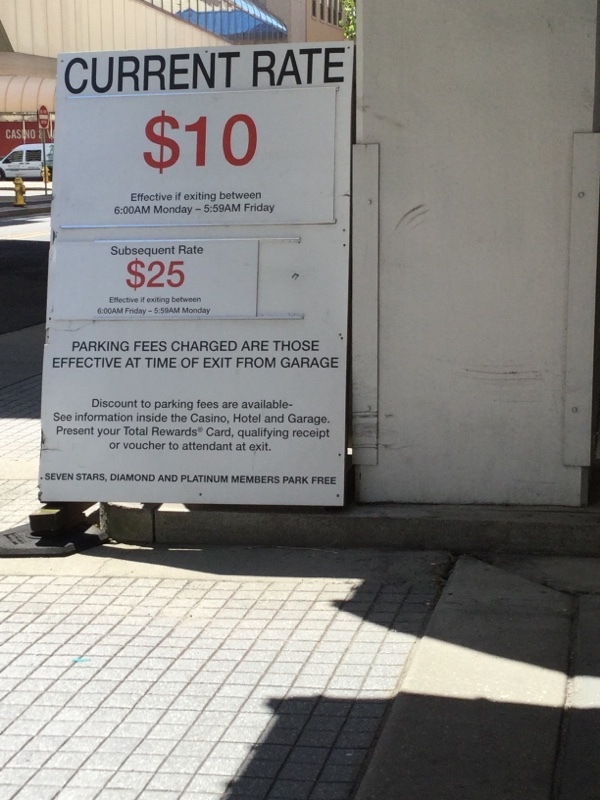 CURRENT RATE
$10
Effective if exiting between
6:00AM Monday – 5:59AM Friday
Subsequent Rate
$25
Effective if exiting between
6:00AM Friday – 5:59AM Monday
PARKING FEES CHARGED ARE THOSE
EFFECTIVE AT TIME OF EXIT FROM GARAGE
Discount to parking fees are available-
See information inside the Casino, Hotel and Garage.
Present your Total Rewards® Card, qualifying receipt
or voucher to attendant at exit.
SEVEN STARS, DIAMOND AND PLATINUM MEMBERS PARK FREE
CASINO